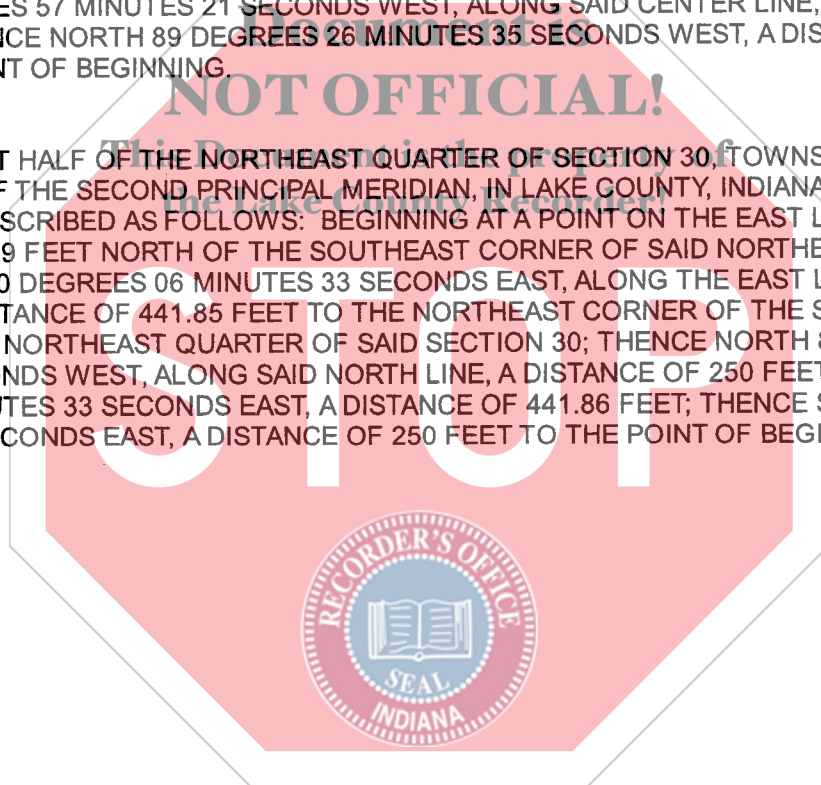 ES 57 MINUTES 21 SECONDS WEST, ALONG SAID CENTER LINE,
Document is
NCE NORTH 89 DEGREES 26 MINUTES 35 SECONDS WEST, A DIS
NT OF BEGINNING.
NOT OFFICIAL!
This Document is the property of
T HALF OF THE NORTHEAST QUARTER OF SECTION 30, TOWNS
F THE SECOND PRINCIPAL MERIDIAN, IN LAKE COUNTY, INDIANA
the Lake County Recorder!
SCRIBED AS FOLLOWS: BEGINNING AT A POINT ON THE EAST L
9 FEET NORTH OF THE SOUTHEAST CORNER OF SAID NORTHE
0 DEGREES 06 MINUTES 33 SECONDS EAST, ALONG THE EAST L
TANCE OF 441.85 FEET TO THE NORTHEAST CORNER OF THE S
NORTHEAST QUARTER OF SAID SECTION 30; THENCE NORTH 8
NDS WEST, ALONG SAID NORTH LINE, A DISTANCE OF 250 FEET
TES 33 SECONDS EAST, A DISTANCE OF 441.86 FEET; THENCE S
CONDS EAST, A DISTANCE OF 250 FEET TO THE POINT OF BEGI
STOP
RECORDER'S OFFICE
SEAL
INDIANA